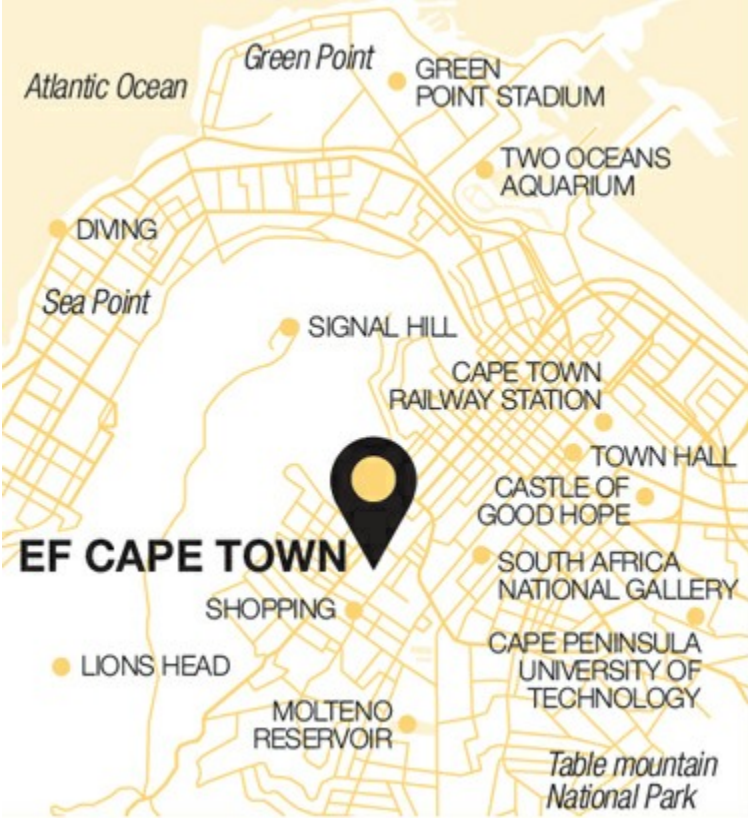 Green Point
Atlantic Ocean
GREEN
POINT STADIUM
TWO OCEANS
AQUARIUM
DIVING
Sea Point
SIGNAL HILL
CAPE TOWN
RAILWAY STATION
TOWN HALL
CASTLE OF
GOOD HOPE
EF CAPE TOWN
SOUTH AFRICA
NATIONAL GALLERY
SHOPPING
CAPE PENINSULA
UNIVERSITY OF
TECHNOLOGY
LIONS HEAD
MOLTENO
RESERVOIR
Table mountain
National Park